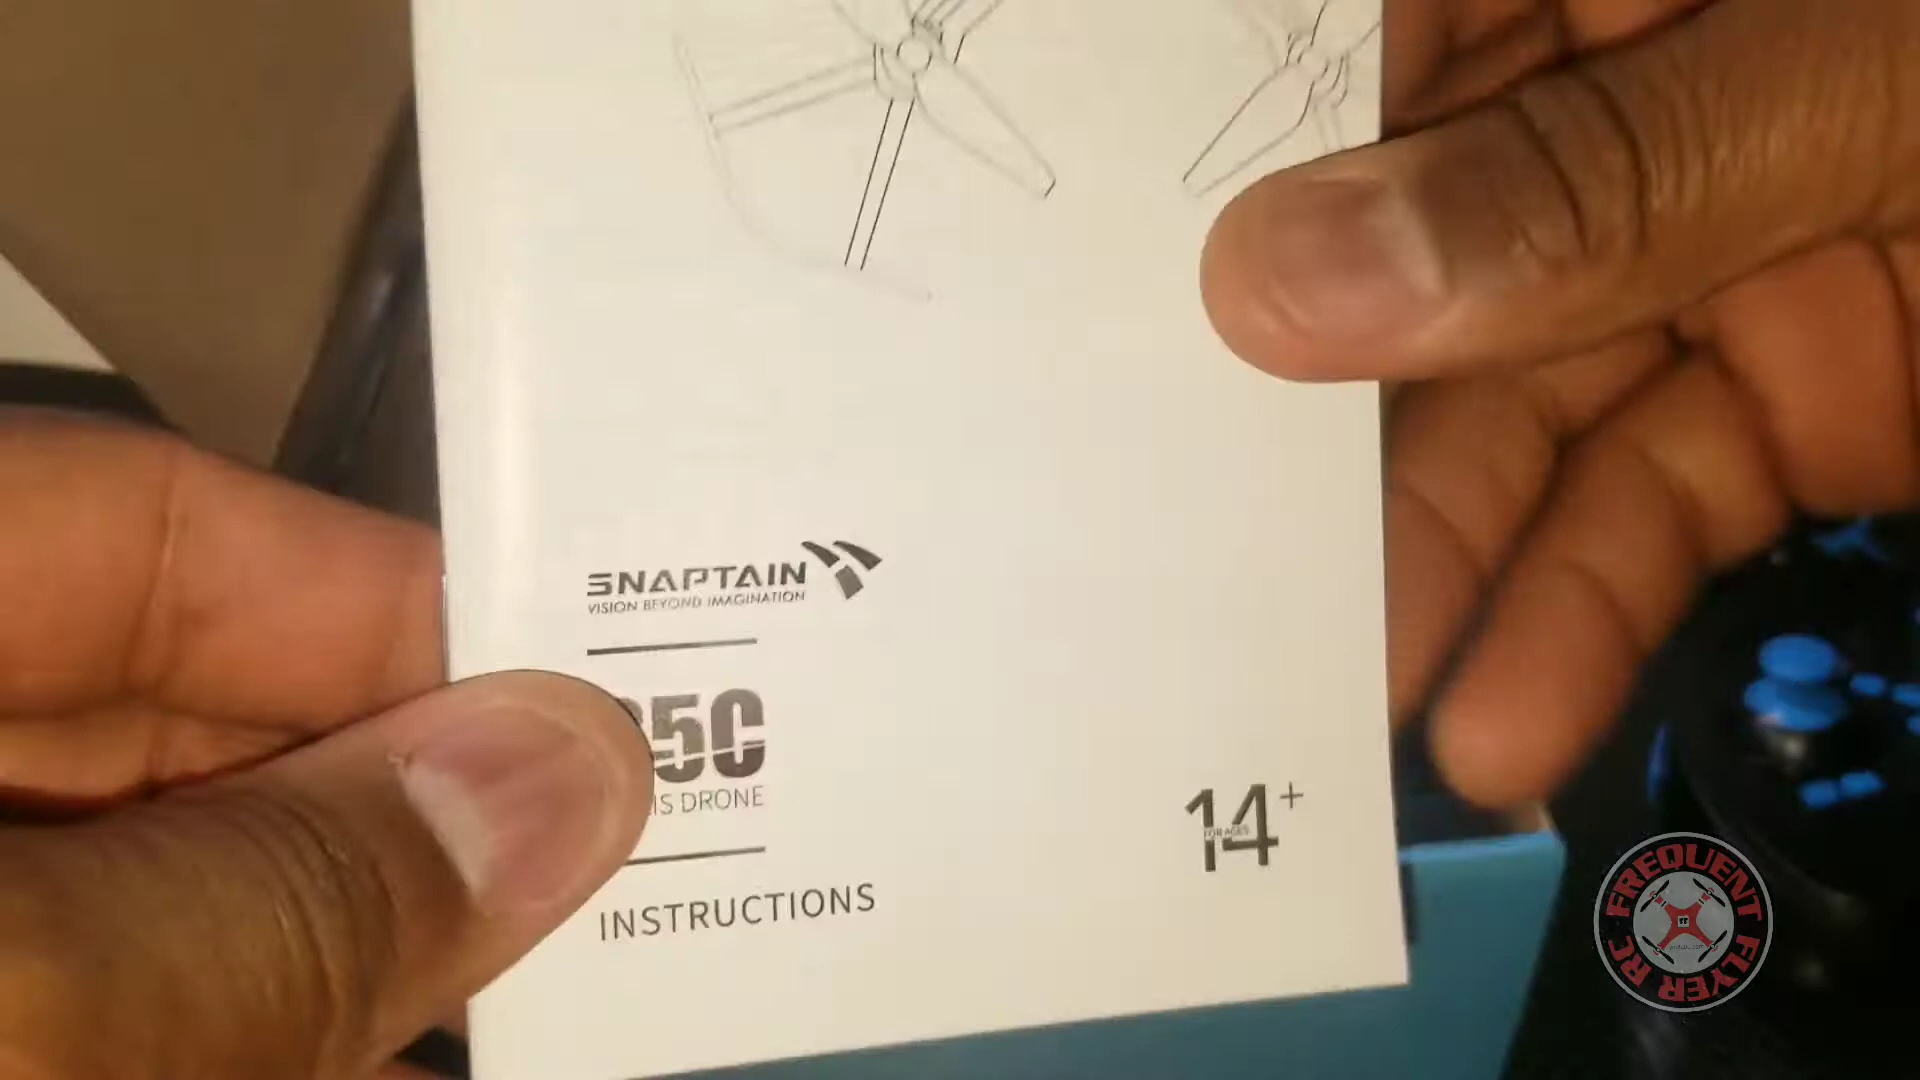 SNAPTAIN
VISION BEYOND IMAGINATION
5C
IS DRONE
INSTRUCTIONS
14+
FOR AGES
FREQUENT FLYER RC